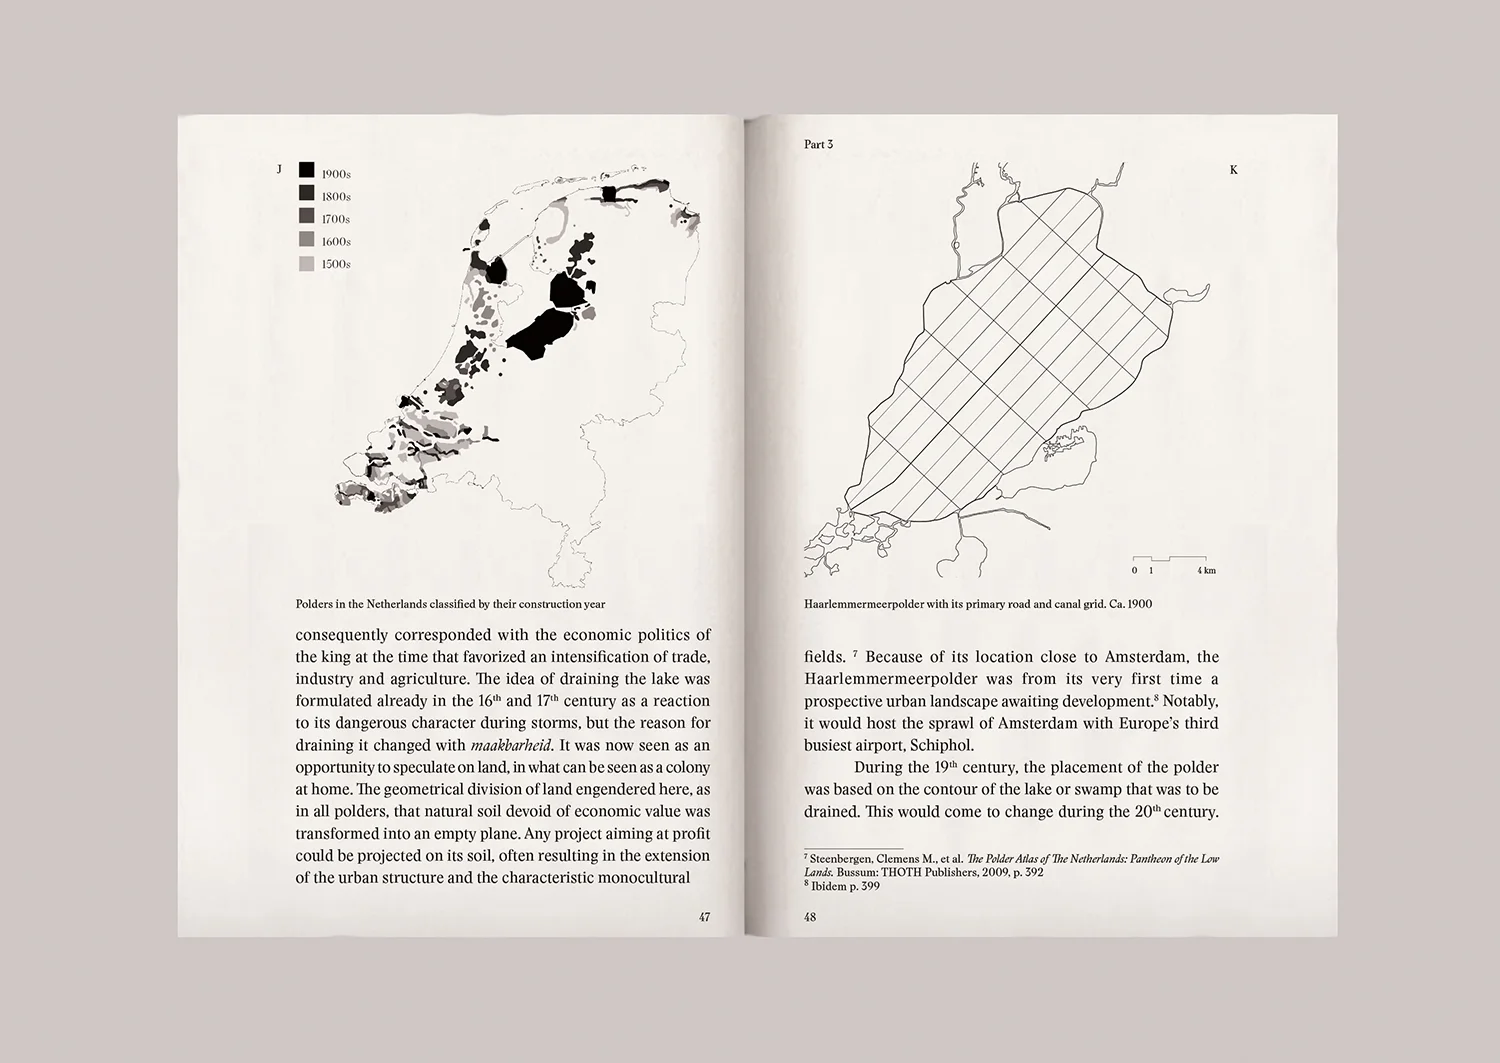 J
1900s
1800s
1700s
1600s
1500s
Polders in the Netherlands classified by their construction year
consequently corresponded with the economic politics of
the king at the time that favorized an intensification of trade,
industry and agriculture. The idea of draining the lake was
formulated already in the 16th and 17th century as a reaction
to its dangerous character during storms, but the reason for
draining it changed with maakbarheid. It was now seen as an
opportunity to speculate on land, in what can be seen as a colony
at home. The geometrical division of land engendered here, as
in all polders, that natural soil devoid of economic value was
transformed into an empty plane. Any project aiming at profit
could be projected on its soil, often resulting in the extension
of the urban structure and the characteristic monocultural
47
Part 3
K
0 1 4 km
Haarlemmermeerpolder with its primary road and canal grid. Ca. 1900
fields. 7 Because of its location close to Amsterdam, the
Haarlemmermeerpolder was from its very first time a
prospective urban landscape awaiting development.8 Notably,
it would host the sprawl of Amsterdam with Europe's third
busiest airport, Schiphol.
During the 19th century, the placement of the polder
was based on the contour of the lake or swamp that was to be
drained. This would come to change during the 20th century.
7 Steenbergen, Clemens M., et al. The Polder Atlas of The Netherlands: Pantheon of the Low
Lands. Bussum: THOTH Publishers, 2009, p. 392
8 Ibidem p. 399
48